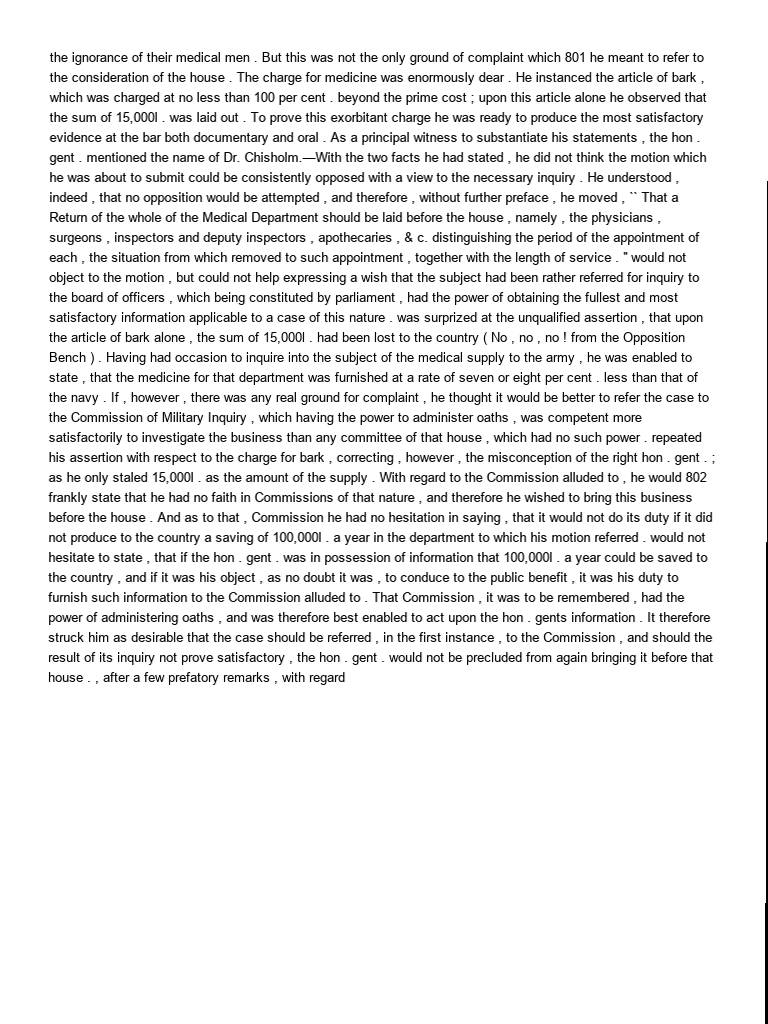 the ignorance of their medical men . But this was not the only ground of complaint which 801 he meant to refer to
the consideration of the house . The charge for medicine was enormously dear . He instanced the article of bark ,
which was charged at no less than 100 per cent . beyond the prime cost ; upon this article alone he observed that
the sum of 15,000l . was laid out . To prove this exorbitant charge he was ready to produce the most satisfactory
evidence at the bar both documentary and oral . As a principal witness to substantiate his statements , the hon .
gent . mentioned the name of Dr. Chisholm.—With the two facts he had stated , he did not think the motion which
he was about to submit could be consistently opposed with a view to the necessary inquiry . He understood ,
indeed , that no opposition would be attempted , and therefore , without further preface , he moved , `` That a
Return of the whole of the Medical Department should be laid before the house , namely , the physicians ,
surgeons , inspectors and deputy inspectors , apothecaries , & c. distinguishing the period of the appointment of
each , the situation from which removed to such appointment , together with the length of service . " would not
object to the motion , but could not help expressing a wish that the subject had been rather referred for inquiry to
the board of officers , which being constituted by parliament , had the power of obtaining the fullest and most
satisfactory information applicable to a case of this nature . was surprized at the unqualified assertion , that upon
the article of bark alone , the sum of 15,000l . had been lost to the country ( No , no , no ! from the Opposition
Bench ) . Having had occasion to inquire into the subject of the medical supply to the army , he was enabled to
state , that the medicine for that department was furnished at a rate of seven or eight per cent . less than that of
the navy . If , however , there was any real ground for complaint , he thought it would be better to refer the case to
the Commission of Military Inquiry , which having the power to administer oaths , was competent more
satisfactorily to investigate the business than any committee of that house , which had no such power . repeated
his assertion with respect to the charge for bark , correcting , however , the misconception of the right hon . gent . ;
as he only staled 15,000l . as the amount of the supply . With regard to the Commission alluded to , he would 802
frankly state that he had no faith in Commissions of that nature , and therefore he wished to bring this business
before the house . And as to that , Commission he had no hesitation in saying , that it would not do its duty if it did
not produce to the country a saving of 100,000l . a year in the department to which his motion referred . would not
hesitate to state , that if the hon . gent . was in possession of information that 100,000l . a year could be saved to
the country , and if it was his object , as no doubt it was , to conduce to the public benefit , it was his duty to
furnish such information to the Commission alluded to . That Commission , it was to be remembered , had the
power of administering oaths , and was therefore best enabled to act upon the hon . gents information . It therefore
struck him as desirable that the case should be referred , in the first instance , to the Commission , and should the
result of its inquiry not prove satisfactory , the hon . gent . would not be precluded from again bringing it before that
house . , after a few prefatory remarks , with regard